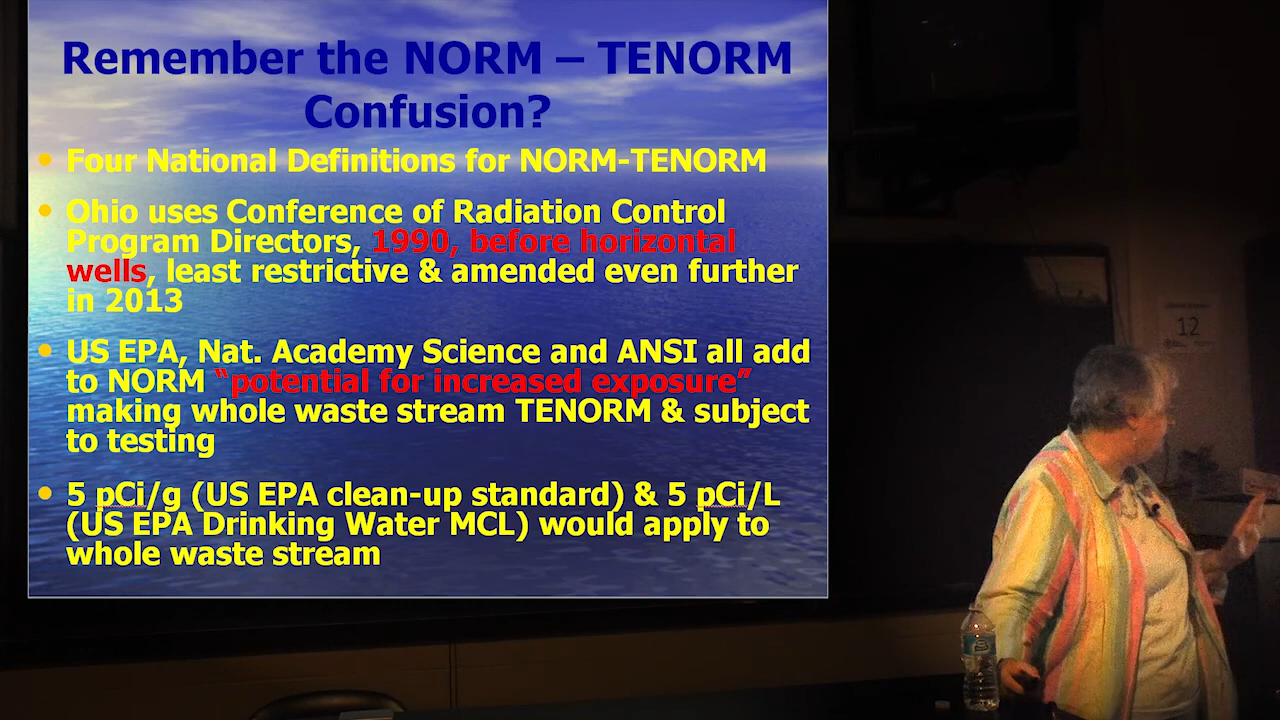 Remember the NORM – TENORM
Confusion?
• Four National Definitions for NORM-TENORM
• Ohio uses Conference of Radiation Control
Program Directors, 1990, before horizontal
wells, least restrictive & amended even further
in 2013
• US EPA, Nat. Academy Science and ANSI all add
to NORM “potential for increased exposure”
making whole waste stream TENORM & subject
to testing
• 5 pCi/g (US EPA clean-up standard) & 5 pCi/L
(US EPA Drinking Water MCL) would apply to
whole waste stream
12